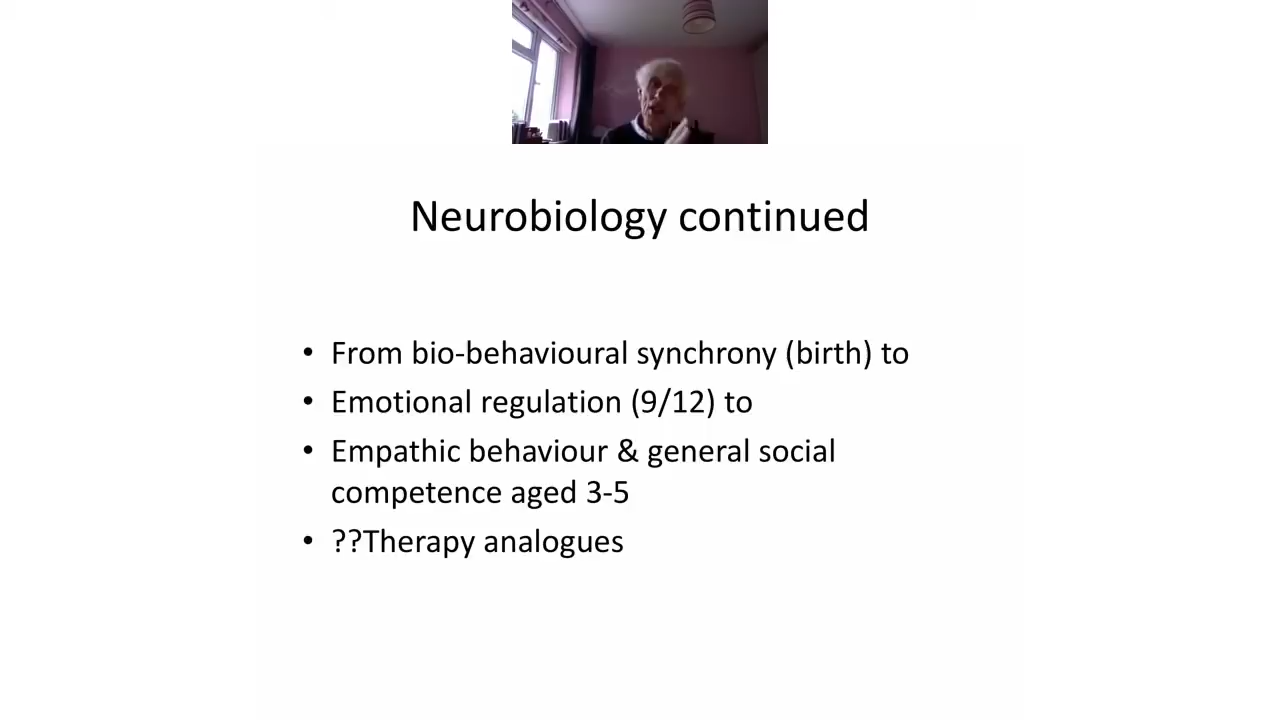 Neurobiology continued
• From bio-behavioural synchrony (birth) to
• Emotional regulation (9/12) to
• Empathic behaviour & general social
competence aged 3-5
• ??Therapy analogues